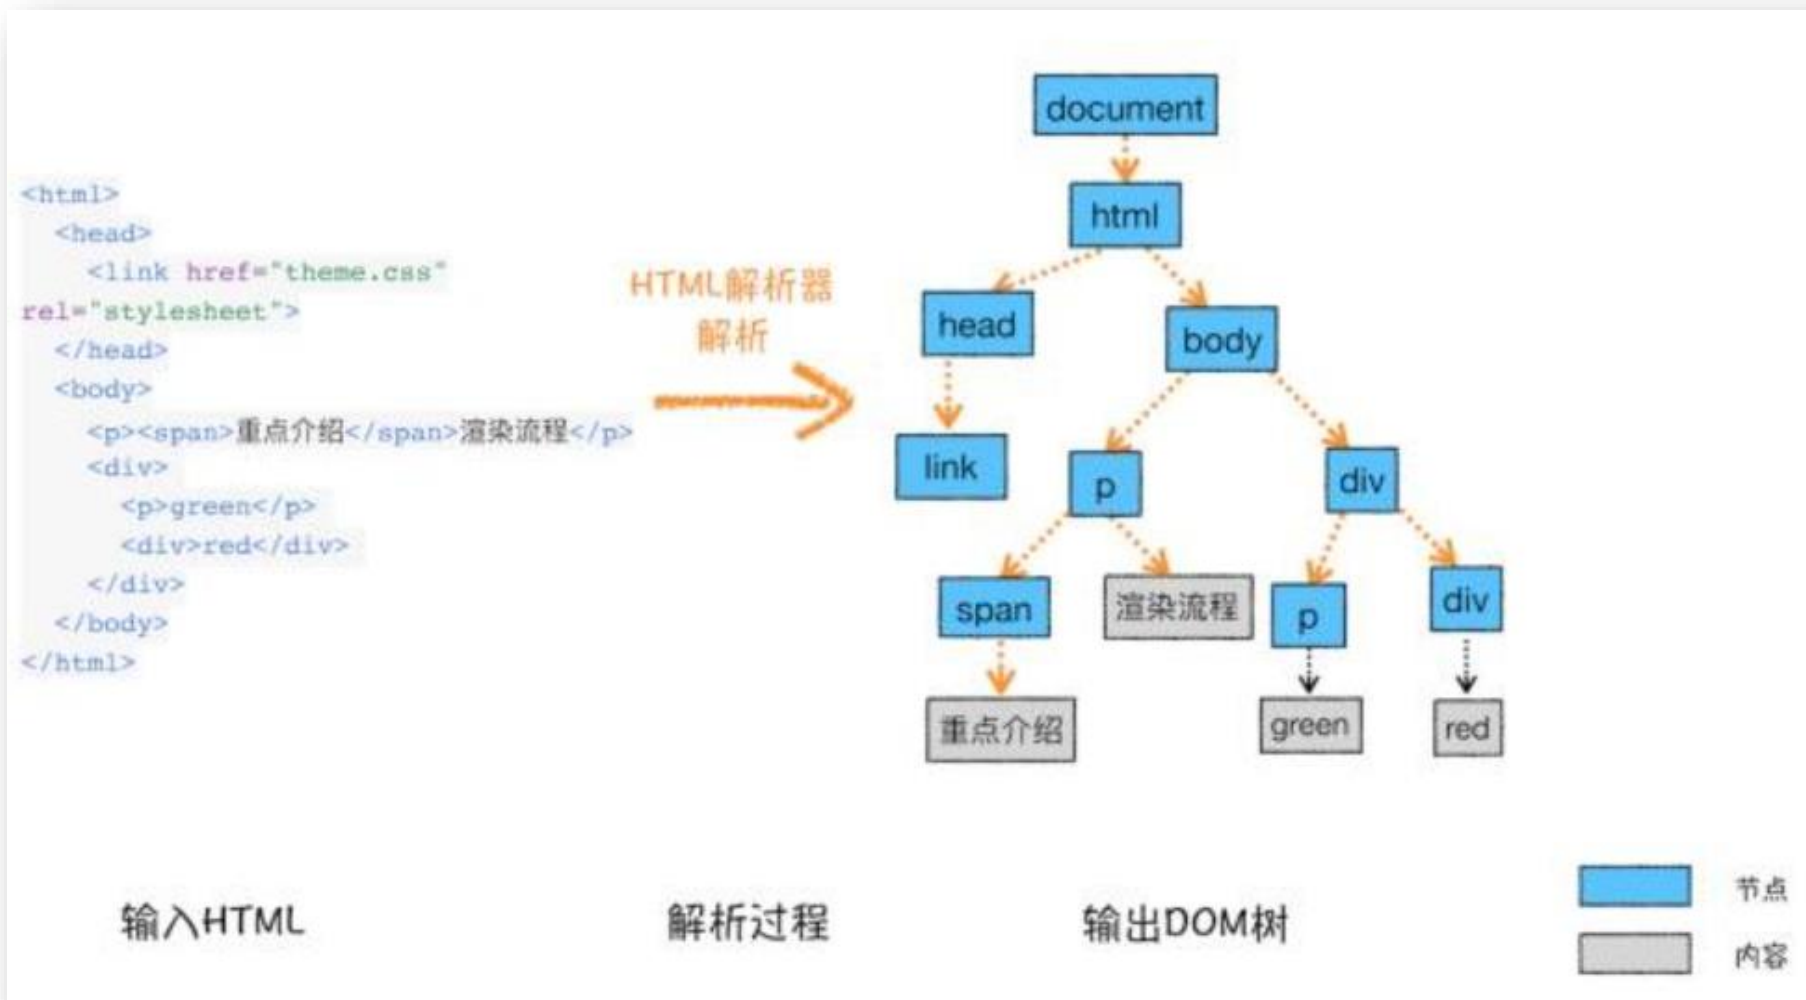 <html>
<head>
<link href="theme.css"
rel="stylesheet">
</head>
<body>
<p><span>重点介绍</span>渲染流程</p>
<div>
<p>green</p>
<div>red</div>
</div>
</body>
</html>
HTML解析器
解析
document
html
head
body
link
p
div
span
渲染流程
p
div
重点介绍
green
red
输入HTML
解析过程
输出DOM树
节点
内容